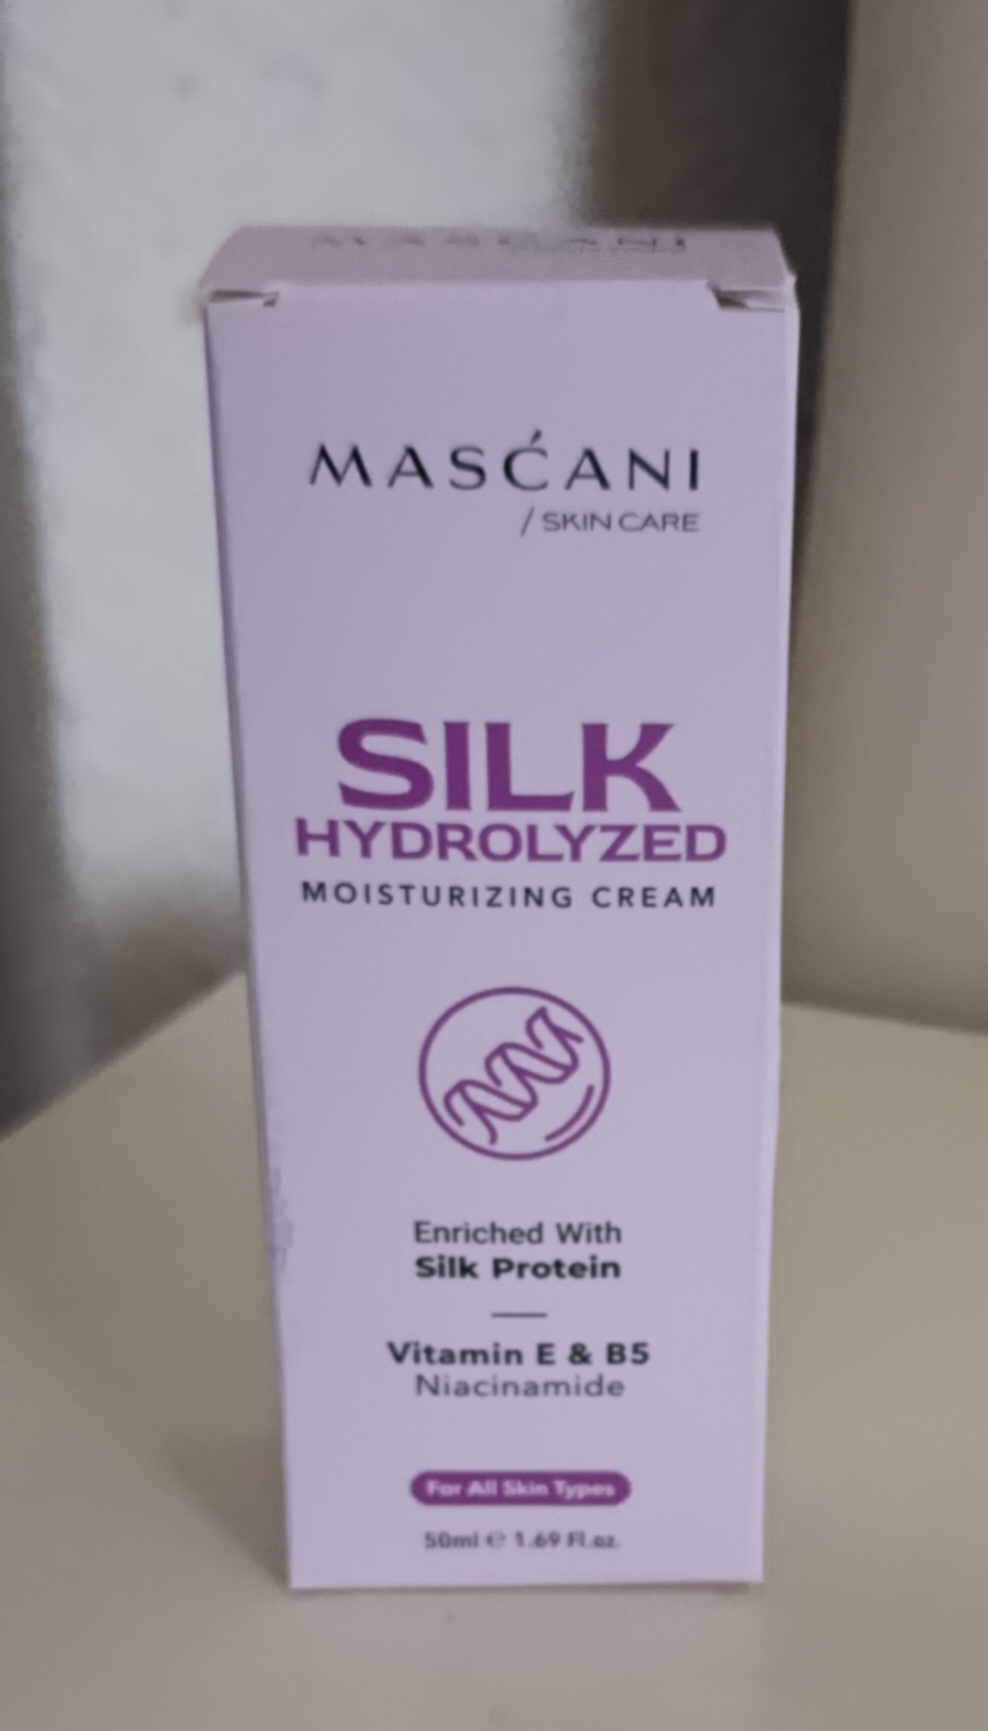 MASCANI
MASĆANI
/ SKIN CARE
SILK
HYDROLYZED
MOISTURIZING CREAM
Enriched With
Silk Protein
Vitamin E & B5
Niacinamide
For All Skin Types
50ml ℮ 1.69 Fl.oz.